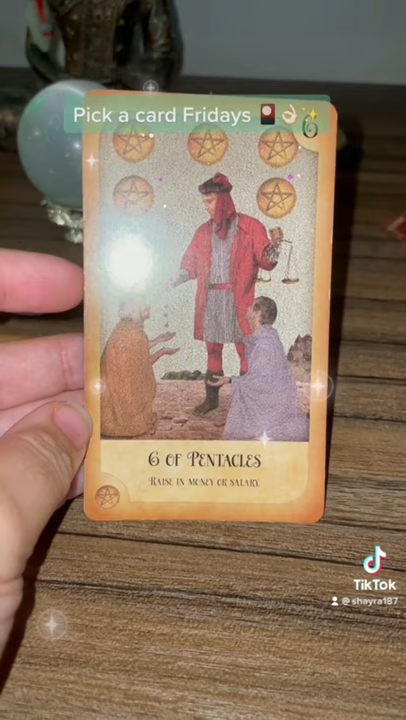 Pick a card Fridays 🎴👌🏻✨
6
6 OF PENTACLES
RAISE IN MONEY OR SALARY.
TikTok
@shayra187